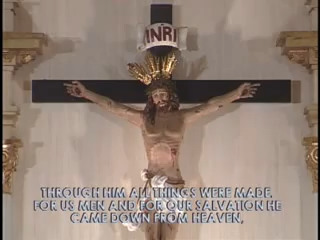 INRI
THROUGH HIM ALL THINGS WERE MADE.
FOR US MEN AND FOR OUR SALVATION HE
CAME DOWN FROM HEAVEN,